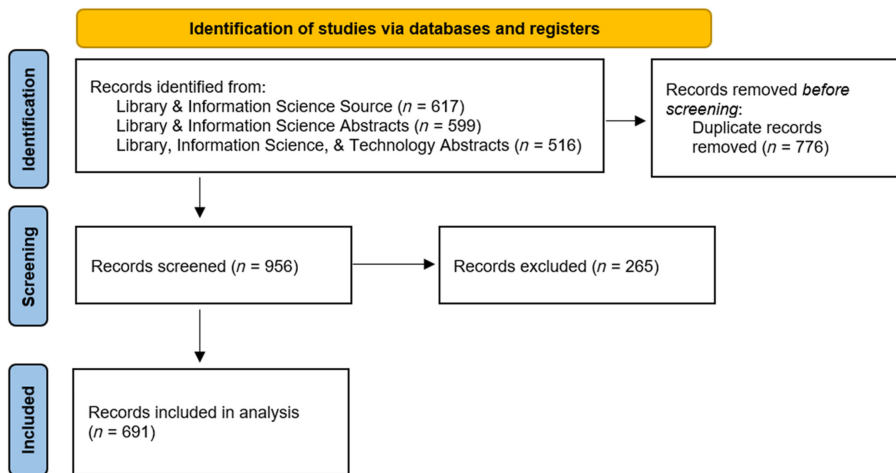 Identification of studies via databases and registers
Identification
Records identified from:
Library & Information Science Source (n = 617)
Library & Information Science Abstracts (n = 599)
Library, Information Science, & Technology Abstracts (n = 516)
Records removed before
screening:
Duplicate records
removed (n = 776)
Screening
Records screened (n = 956)
Records excluded (n = 265)
Included
Records included in analysis
(n = 691)